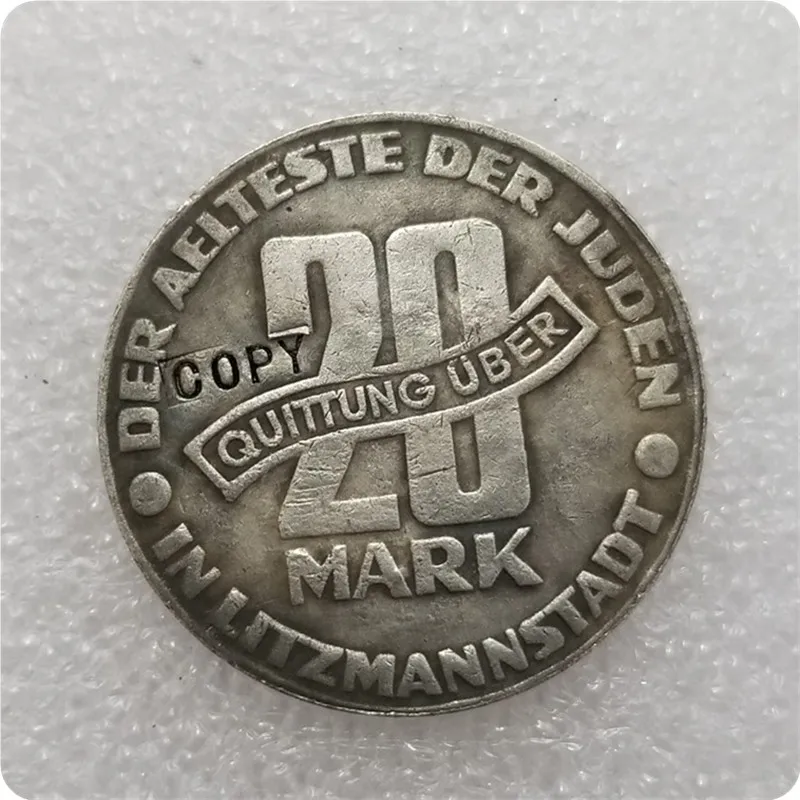 DER AELTESTE DER JUDEN
20
COPY
QUITTUNG ÜBER
MARK
IN LITZMANNSTADT